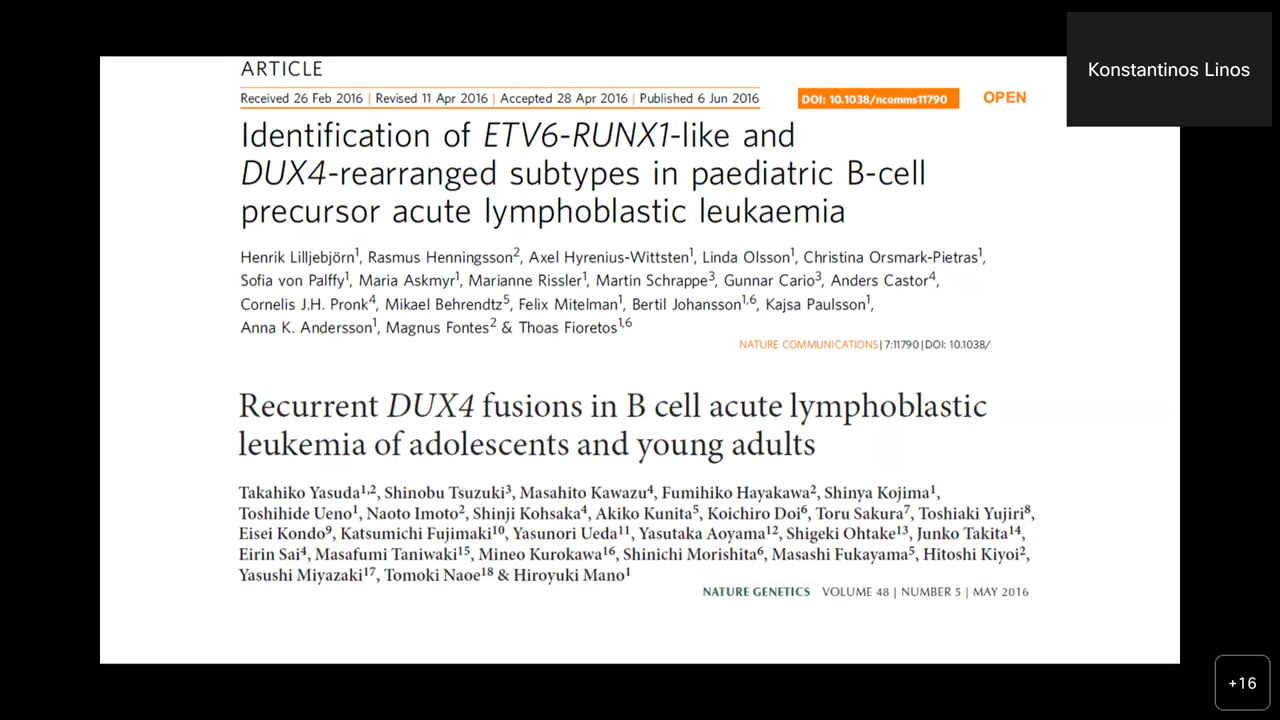 ARTICLE
Received 26 Feb 2016 | Revised 11 Apr 2016 | Accepted 28 Apr 2016 | Published 6 Jun 2016
DOI: 10.1038/ncomms11790
OPEN
Konstantinos Linos
Identification of ETV6-RUNX1-like and
DUX4-rearranged subtypes in paediatric B-cell
precursor acute lymphoblastic leukaemia
Henrik Lilljebjörn1, Rasmus Henningsson2, Axel Hyrenius-Wittsten1, Linda Olsson1, Christina Orsmark-Pietras1,
Sofia von Palffy1, Maria Askmyr1, Marianne Rissler1, Martin Schrappe3, Gunnar Cario3, Anders Castor4,
Cornelis J.H. Pronk4, Mikael Behrendtz5, Felix Mitelman1, Bertil Johansson1,6, Kajsa Paulsson1,
Anna K. Andersson1, Magnus Fontes2 & Thoas Fioretos1,6
NATURE COMMUNICATIONS | 7:11790 | DOI: 10.1038/
Recurrent DUX4 fusions in B cell acute lymphoblastic
leukemia of adolescents and young adults
Takahiko Yasuda1,2, Shinobu Tsuzuki3, Masahito Kawazu4, Fumihiko Hayakawa2, Shinya Kojima1,
Toshihide Ueno1, Naoto Imoto2, Shinji Kohsaka4, Akiko Kunita5, Koichiro Doi6, Toru Sakura7, Toshiaki Yujiri8,
Eisei Kondo9, Katsumichi Fujimaki10, Yasunori Ueda11, Yasutaka Aoyama12, Shigeki Ohtake13, Junko Takita14,
Eirin Sai4, Masafumi Taniwaki15, Mineo Kurokawa16, Shinichi Morishita6, Masashi Fukayama5, Hitoshi Kiyoi2,
Yasushi Miyazaki17, Tomoki Naoe18 & Hiroyuki Mano1
NATURE GENETICS VOLUME 48 | NUMBER 5 | MAY 2016
+16